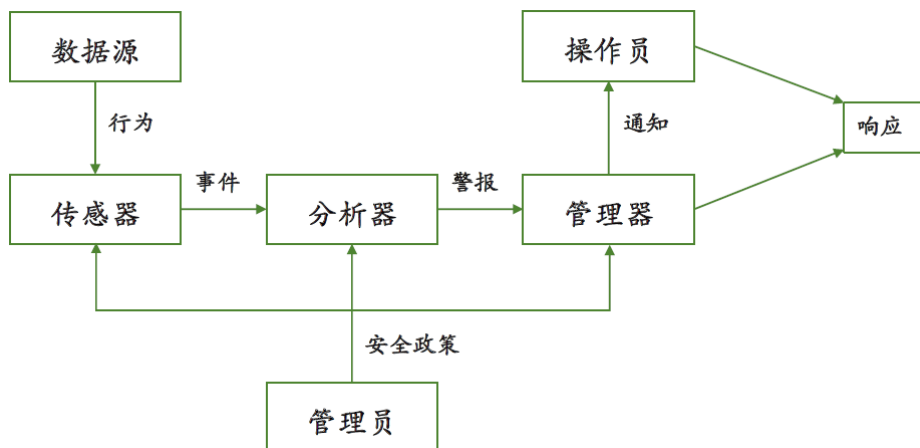 数据源
操作员
行为
通知
响应
事件
警报
传感器
分析器
管理器
安全政策
管理员